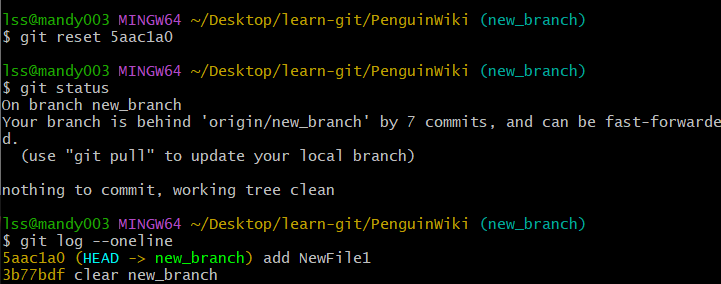 lss@mandy003 MINGW64 ~/Desktop/learn-git/PenguinWiki (new_branch)
$ git reset 5aac1a0
lss@mandy003 MINGW64 ~/Desktop/learn-git/PenguinWiki (new_branch)
$ git status
On branch new_branch
Your branch is behind 'origin/new_branch' by 7 commits, and can be fast-forwarde
d.
  (use "git pull" to update your local branch)
nothing to commit, working tree clean
lss@mandy003 MINGW64 ~/Desktop/learn-git/PenguinWiki (new_branch)
$ git log --oneline
5aac1a0 (HEAD -> new_branch) add NewFile1
3b77bdf clear new_branch